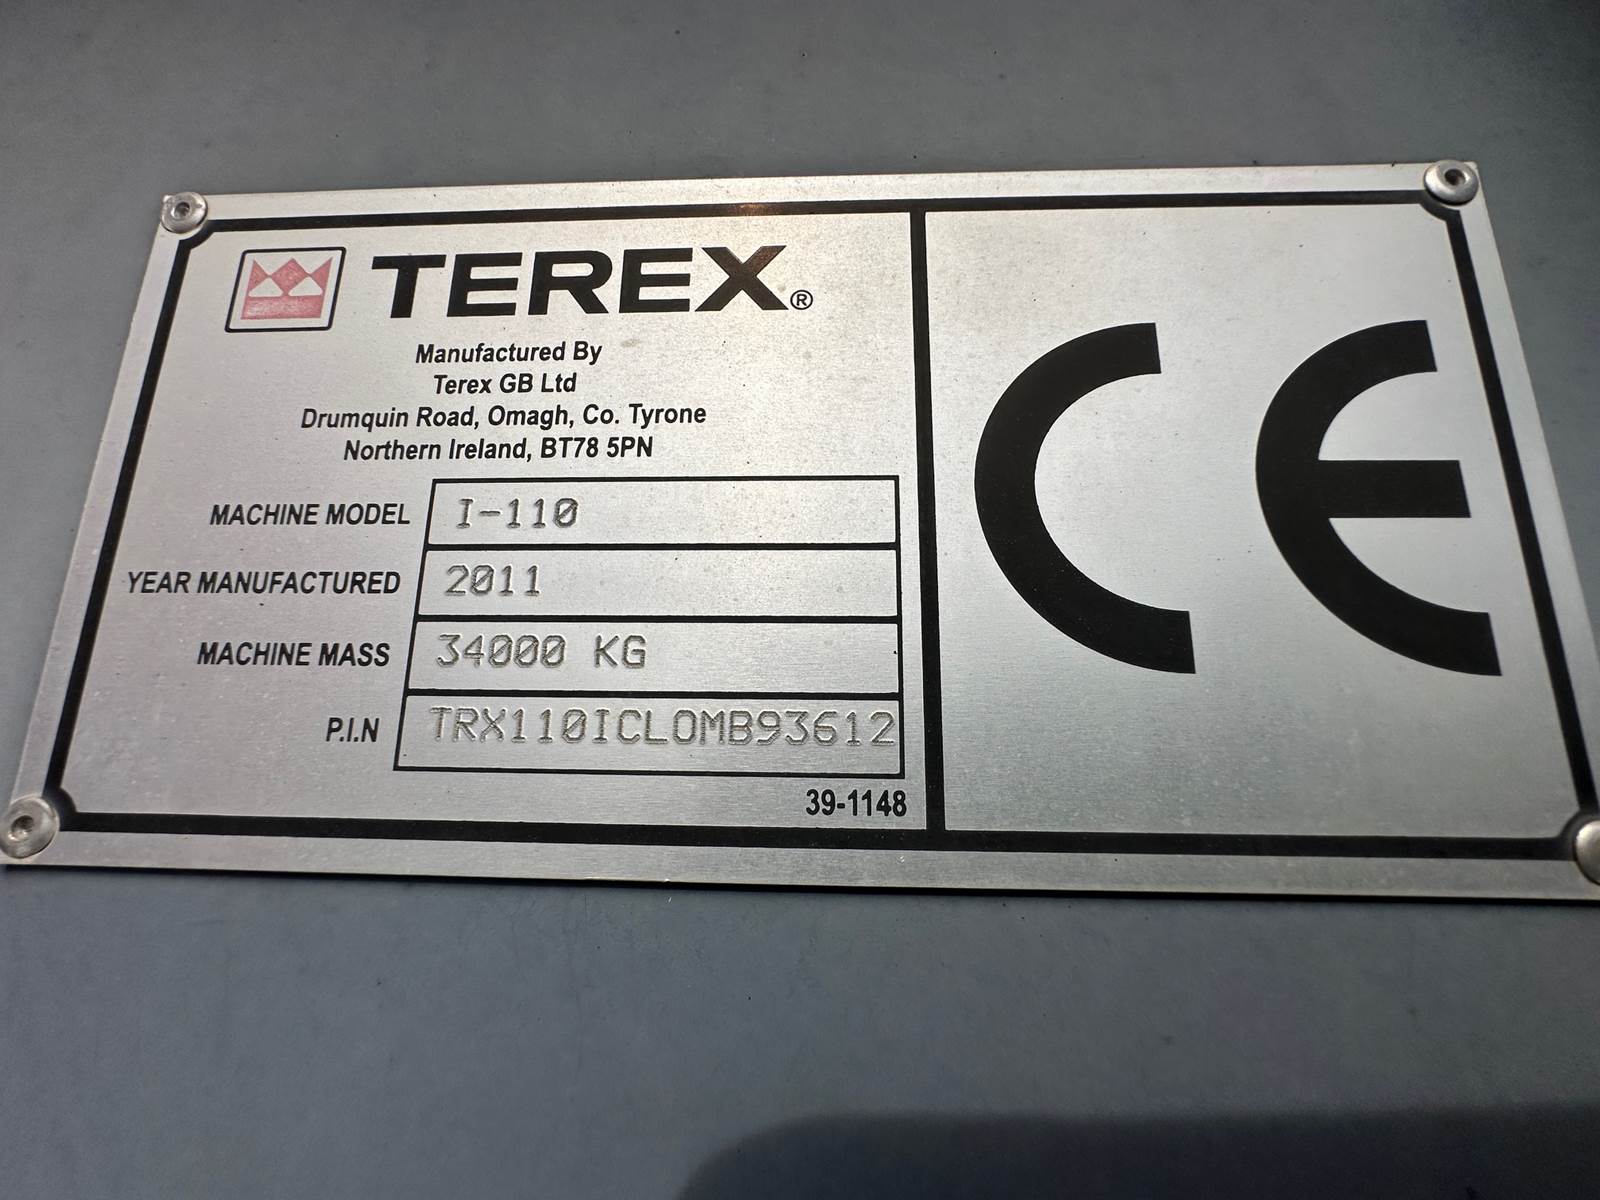 TEREX®
Manufactured By
Terex GB Ltd
Drumquin Road, Omagh, Co. Tyrone
Northern Ireland, BT78 5PN
MACHINE MODEL I-110
YEAR MANUFACTURED 2011
MACHINE MASS 34000 KG
P.I.N TRX110ICLOMB93612
39-1148
CE